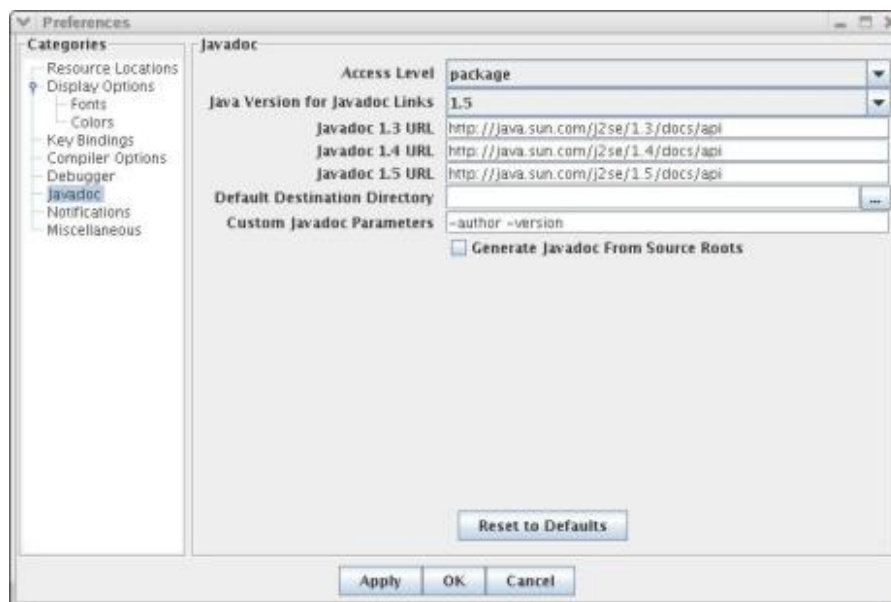 Preferences
Categories
Resource Locations
Display Options
Fonts
Colors
Key Bindings
Compiler Options
Debugger
Javadoc
Notifications
Miscellaneous
Javadoc
Access Level package
Java Version for Javadoc Links 1.5
Javadoc 1.3 URL http://java.sun.com/j2se/1.3/docs/api
Javadoc 1.4 URL http://java.sun.com/j2se/1.4/docs/api
Javadoc 1.5 URL http://java.sun.com/j2se/1.5/docs/api
Default Destination Directory ...
Custom Javadoc Parameters -author -version
Generate Javadoc From Source Roots
Reset to Defaults
Apply OK Cancel